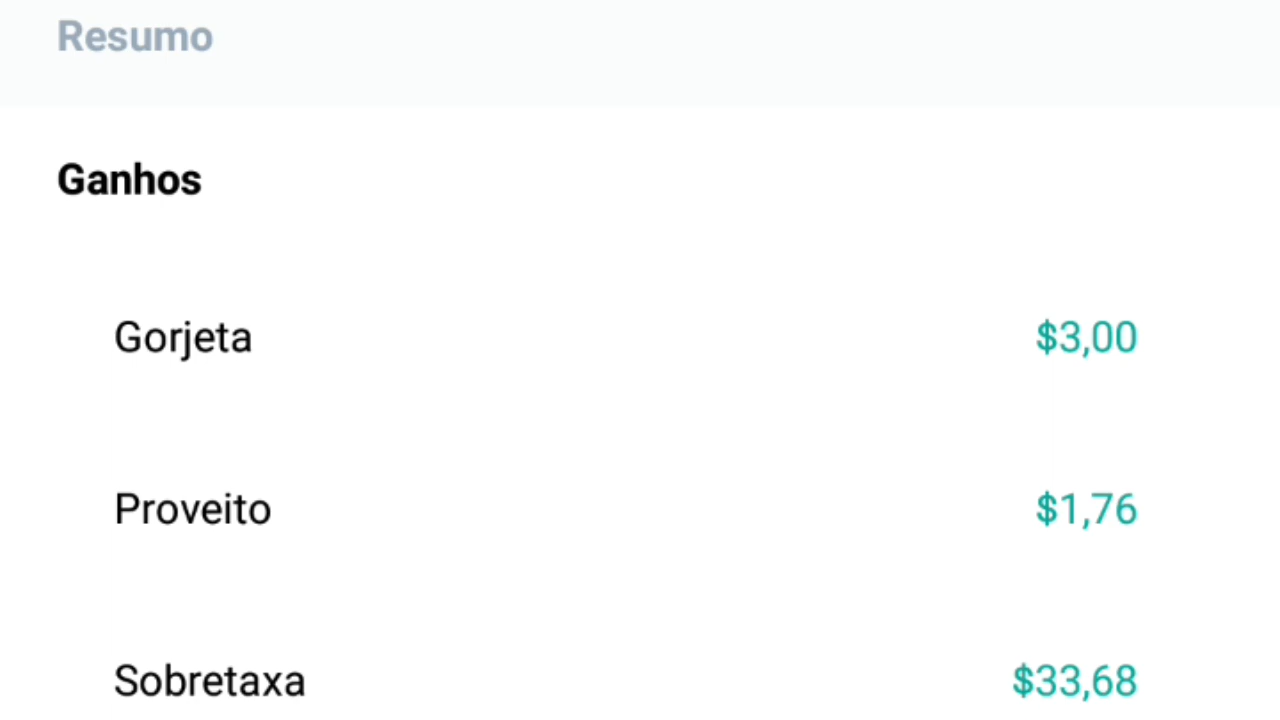 Resumo
Ganhos
Gorjeta $3,00
Proveito $1,76
Sobretaxa $33,68